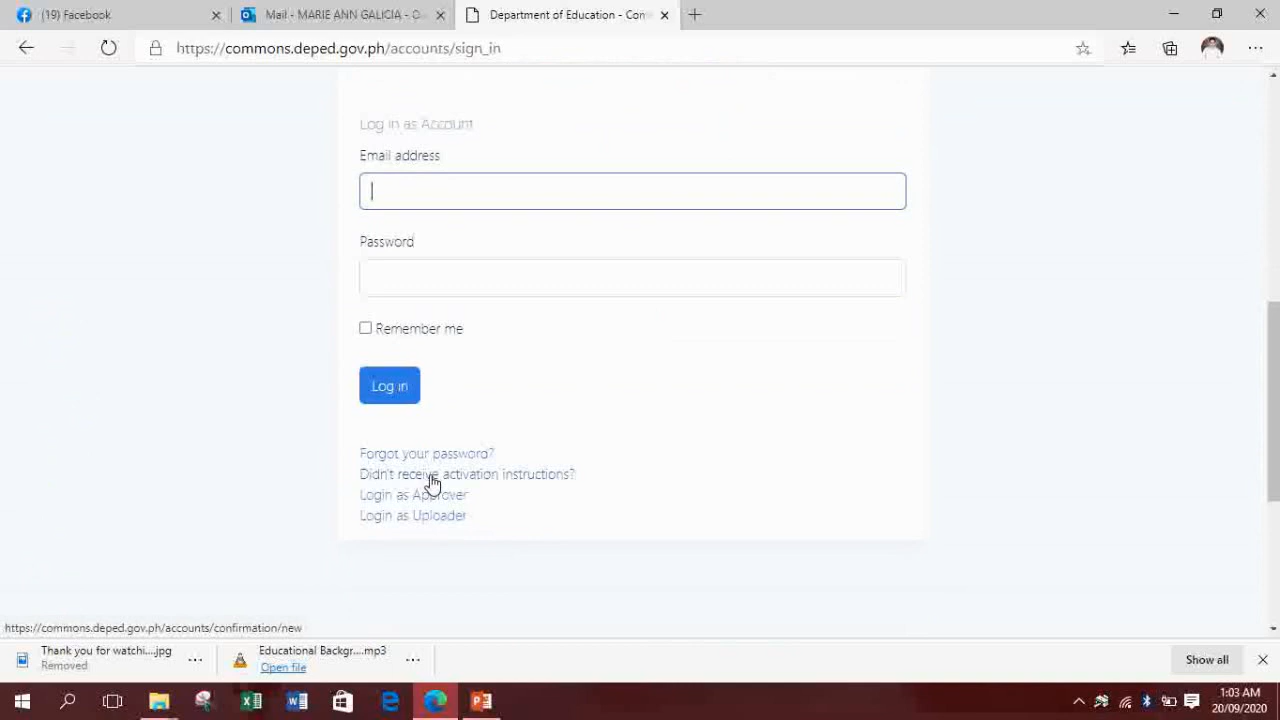 (19) Facebook
Mail - MARIE ANN GALICIA - O
Department of Education - Com
https://commons.deped.gov.ph/accounts/sign_in
Log in as Account
Email address
Password
Remember me
Log in
Forgot your password?
Didn't receive activation instructions?
Login as Approver
Login as Uploader
https://commons.deped.gov.ph/accounts/confirmation/new
Thank you for watchi....jpg
Removed
Educational Backgr....mp3
Open file
Show all
1:03 AM
20/09/2020